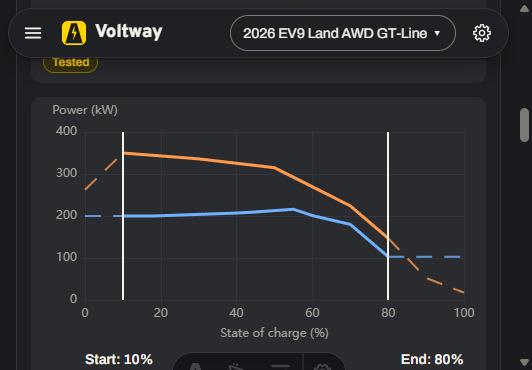 Voltway
2026 EV9 Land AWD GT-Line
Tested
Power (kW)
400
300
200
100
0
0 20 40 60 80 100
State of charge (%)
Start: 10% End: 80%